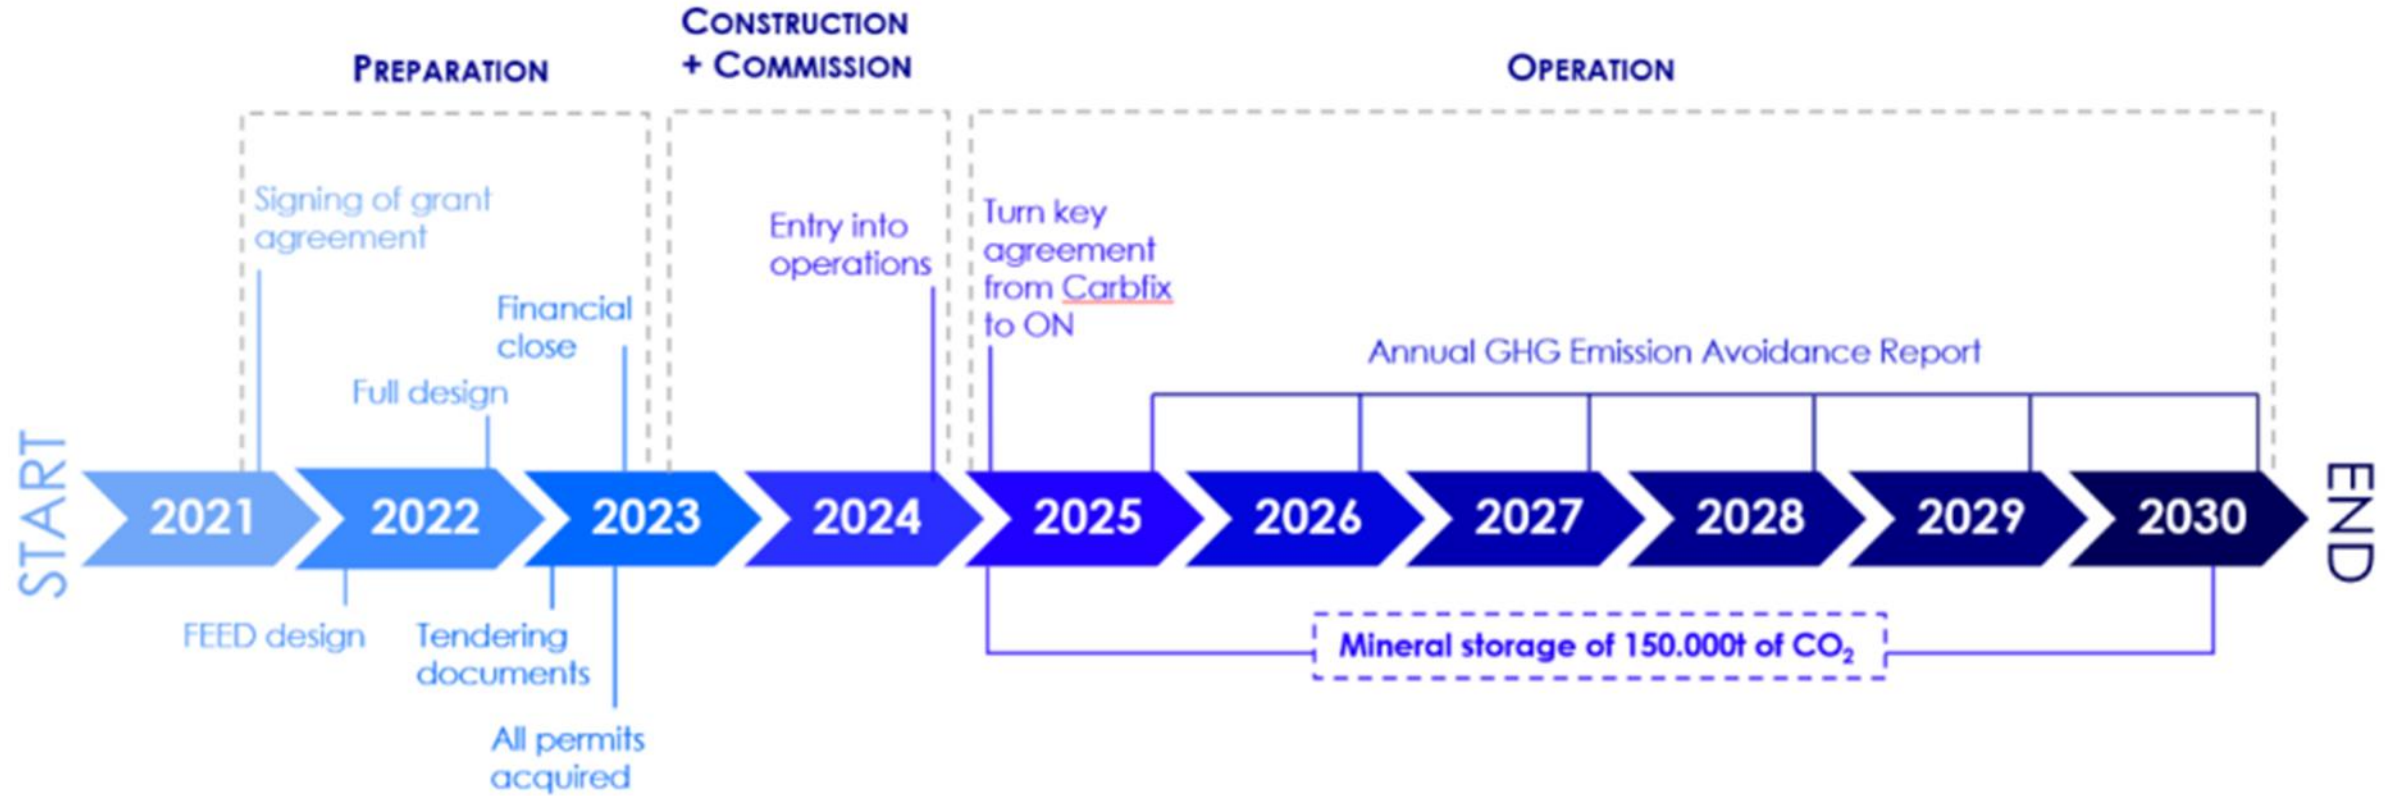 CONSTRUCTION
+ COMMISSION
PREPARATION
OPERATION
Signing of grant
agreement
Entry into
operations
Turn key
agreement
from Carbfix
to ON
Financial
close
Full design
Annual GHG Emission Avoidance Report
START
2021
2022
2023
2024
2025
2026
2027
2028
2029
2030
END
FEED design
Tendering
documents
All permits
acquired
Mineral storage of 150.000t of CO₂